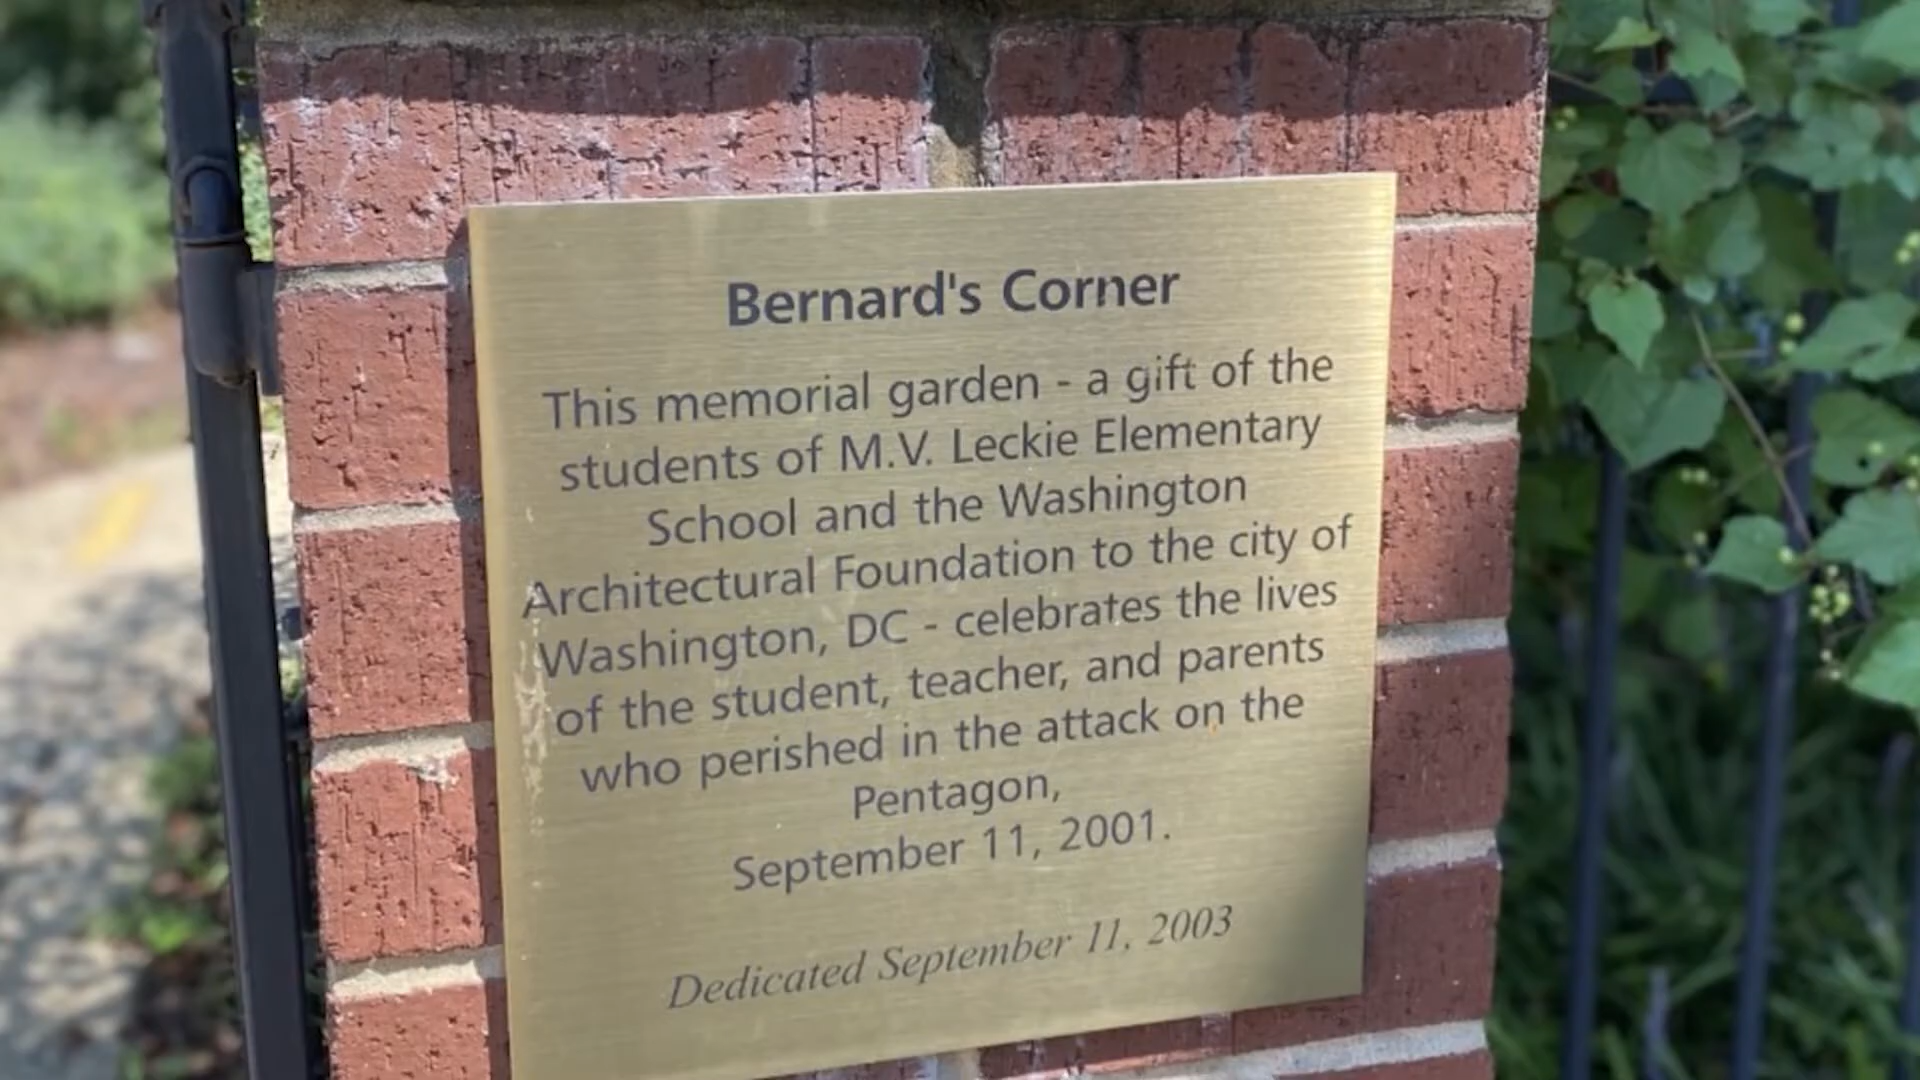 Bernard's Corner
This memorial garden - a gift of the
students of M.V. Leckie Elementary
School and the Washington
Architectural Foundation to the city of
Washington, DC - celebrates the lives
of the student, teacher, and parents
who perished in the attack on the
Pentagon,
September 11, 2001.
Dedicated September 11, 2003